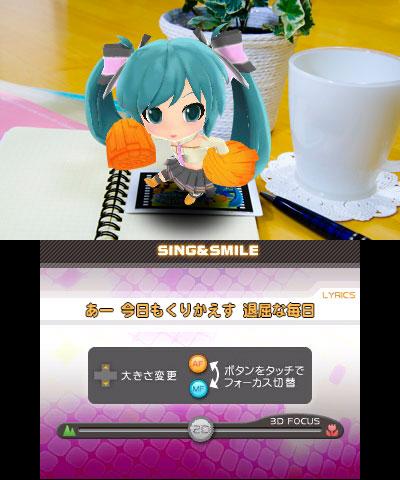 SING&SMILE
LYRICS
あー 今日もくりかえす 退屈な毎日
大きさ変更
AF
MF
ボタンをタッチで
フォーカス切替
3D FOCUS
2D